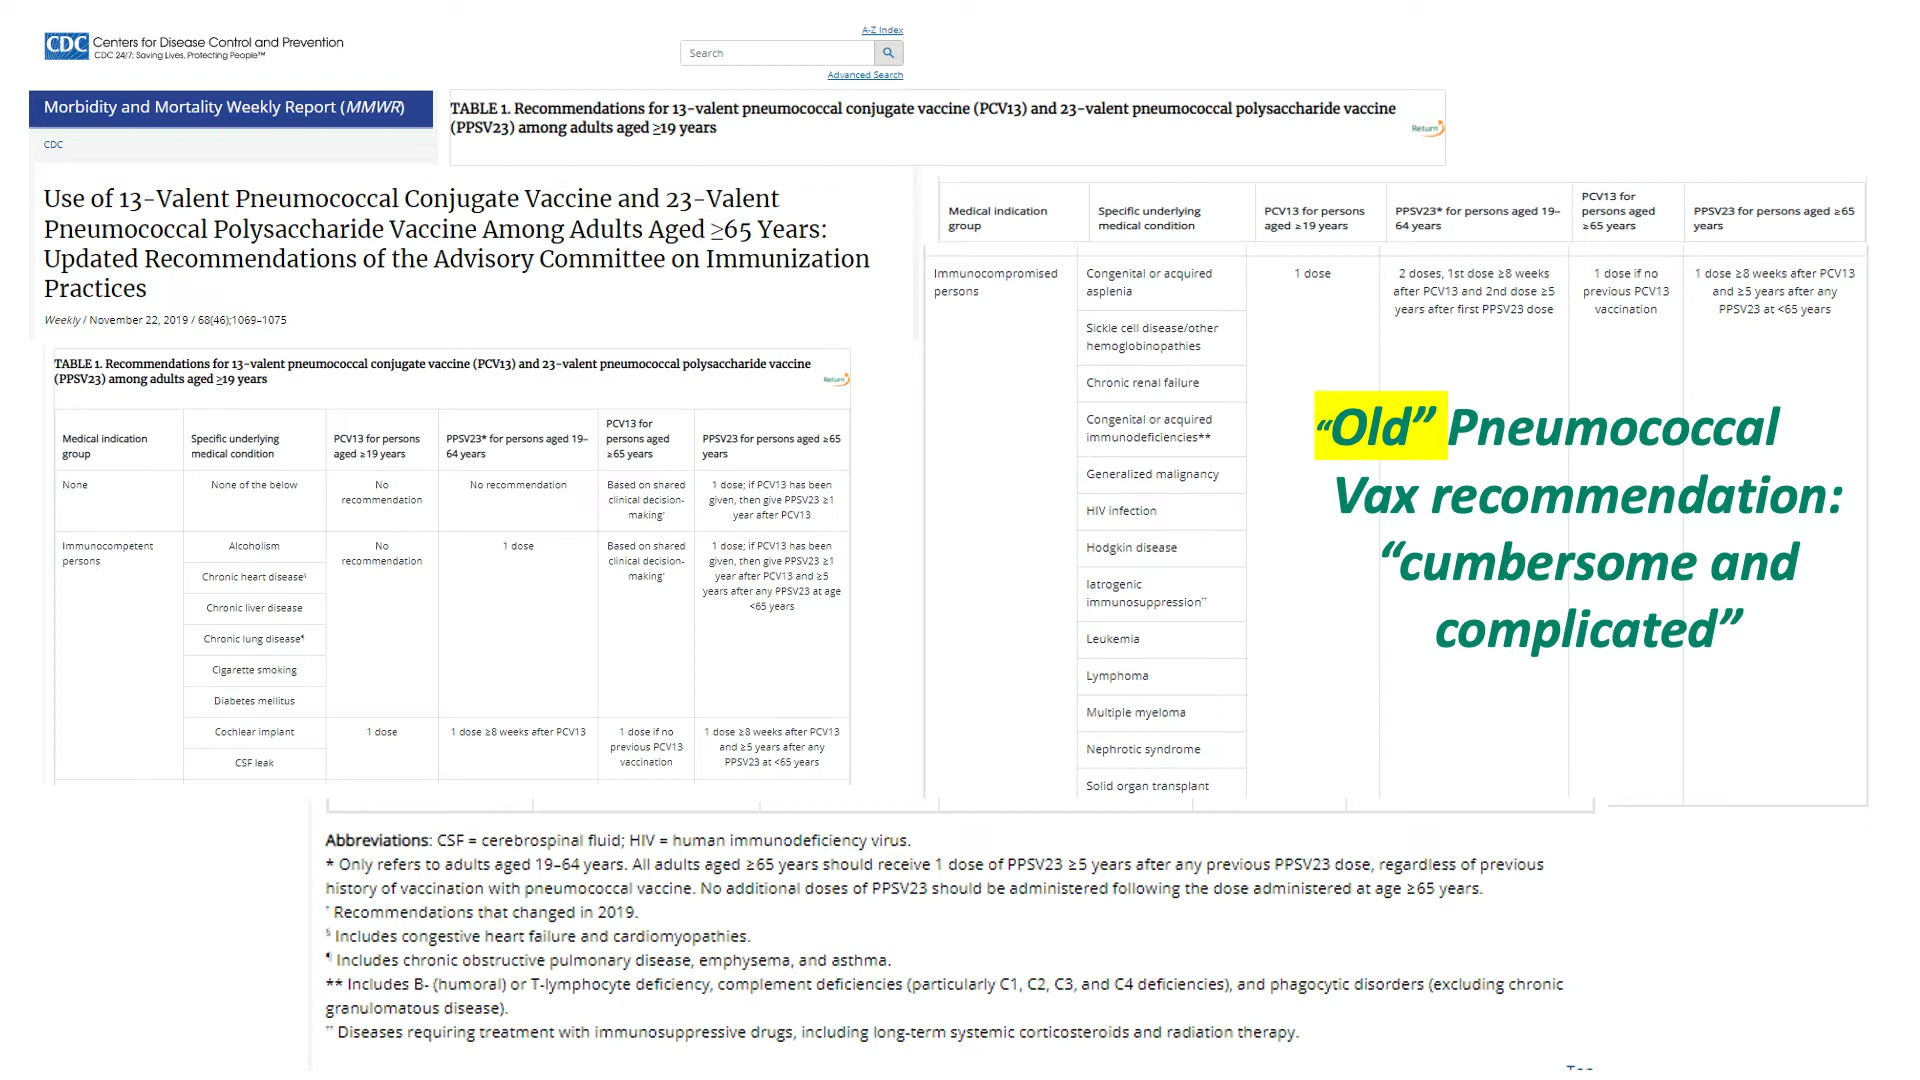 CDC Centers for Disease Control and Prevention
CDC 24/7: Saving Lives, Protecting People™
A-Z Index
Search
Advanced Search
Morbidity and Mortality Weekly Report (MMWR)
CDC
Use of 13-Valent Pneumococcal Conjugate Vaccine and 23-Valent
Pneumococcal Polysaccharide Vaccine Among Adults Aged ≥65 Years:
Updated Recommendations of the Advisory Committee on Immunization
Practices
Weekly / November 22, 2019 / 68(46);1069–1075
TABLE 1. Recommendations for 13-valent pneumococcal conjugate vaccine (PCV13) and 23-valent pneumococcal polysaccharide vaccine
(PPSV23) among adults aged ≥19 years
Return
Medical indication
group
Specific underlying
medical condition
PCV13 for persons
aged ≥19 years
PPSV23* for persons aged 19–
64 years
PCV13 for
persons aged
≥65 years
PPSV23 for persons aged ≥65
years
None
None of the below
No
recommendation
No recommendation
Based on shared
clinical decision-
making†
1 dose; if PCV13 has been
given, then give PPSV23 ≥1
year after PCV13
Immunocompetent
persons
Alcoholism
Chronic heart disease§
Chronic liver disease
Chronic lung disease¶
Cigarette smoking
Diabetes mellitus
No
recommendation
1 dose
Based on shared
clinical decision-
making†
1 dose; if PCV13 has been
given, then give PPSV23 ≥1
year after PCV13 and ≥5
years after any PPSV23 at age
<65 years
Cochlear implant
CSF leak
1 dose
1 dose ≥8 weeks after PCV13
1 dose if no
previous PCV13
vaccination
1 dose ≥8 weeks after PCV13
and ≥5 years after any
PPSV23 at <65 years
TABLE 1. Recommendations for 13-valent pneumococcal conjugate vaccine (PCV13) and 23-valent pneumococcal polysaccharide vaccine
(PPSV23) among adults aged ≥19 years
Return
Medical indication
group
Specific underlying
medical condition
PCV13 for persons
aged ≥19 years
PPSV23* for persons aged 19–
64 years
PCV13 for
persons aged
≥65 years
PPSV23 for persons aged ≥65
years
Immunocompromised
persons
Congenital or acquired
asplenia
Sickle cell disease/other
hemoglobinopathies
Chronic renal failure
Congenital or acquired
immunodeficiencies**
Generalized malignancy
HIV infection
Hodgkin disease
Iatrogenic
immunosuppression††
Leukemia
Lymphoma
Multiple myeloma
Nephrotic syndrome
Solid organ transplant
1 dose
2 doses, 1st dose ≥8 weeks
after PCV13 and 2nd dose ≥5
years after first PPSV23 dose
1 dose if no
previous PCV13
vaccination
1 dose ≥8 weeks after PCV13
and ≥5 years after any
PPSV23 at <65 years
“Old” Pneumococcal
Vax recommendation:
“cumbersome and
complicated”
Abbreviations: CSF = cerebrospinal fluid; HIV = human immunodeficiency virus.
* Only refers to adults aged 19–64 years. All adults aged ≥65 years should receive 1 dose of PPSV23 ≥5 years after any previous PPSV23 dose, regardless of previous
history of vaccination with pneumococcal vaccine. No additional doses of PPSV23 should be administered following the dose administered at age ≥65 years.
† Recommendations that changed in 2019.
§ Includes congestive heart failure and cardiomyopathies.
¶ Includes chronic obstructive pulmonary disease, emphysema, and asthma.
** Includes B- (humoral) or T-lymphocyte deficiency, complement deficiencies (particularly C1, C2, C3, and C4 deficiencies), and phagocytic disorders (excluding chronic
granulomatous disease).
†† Diseases requiring treatment with immunosuppressive drugs, including long-term systemic corticosteroids and radiation therapy.